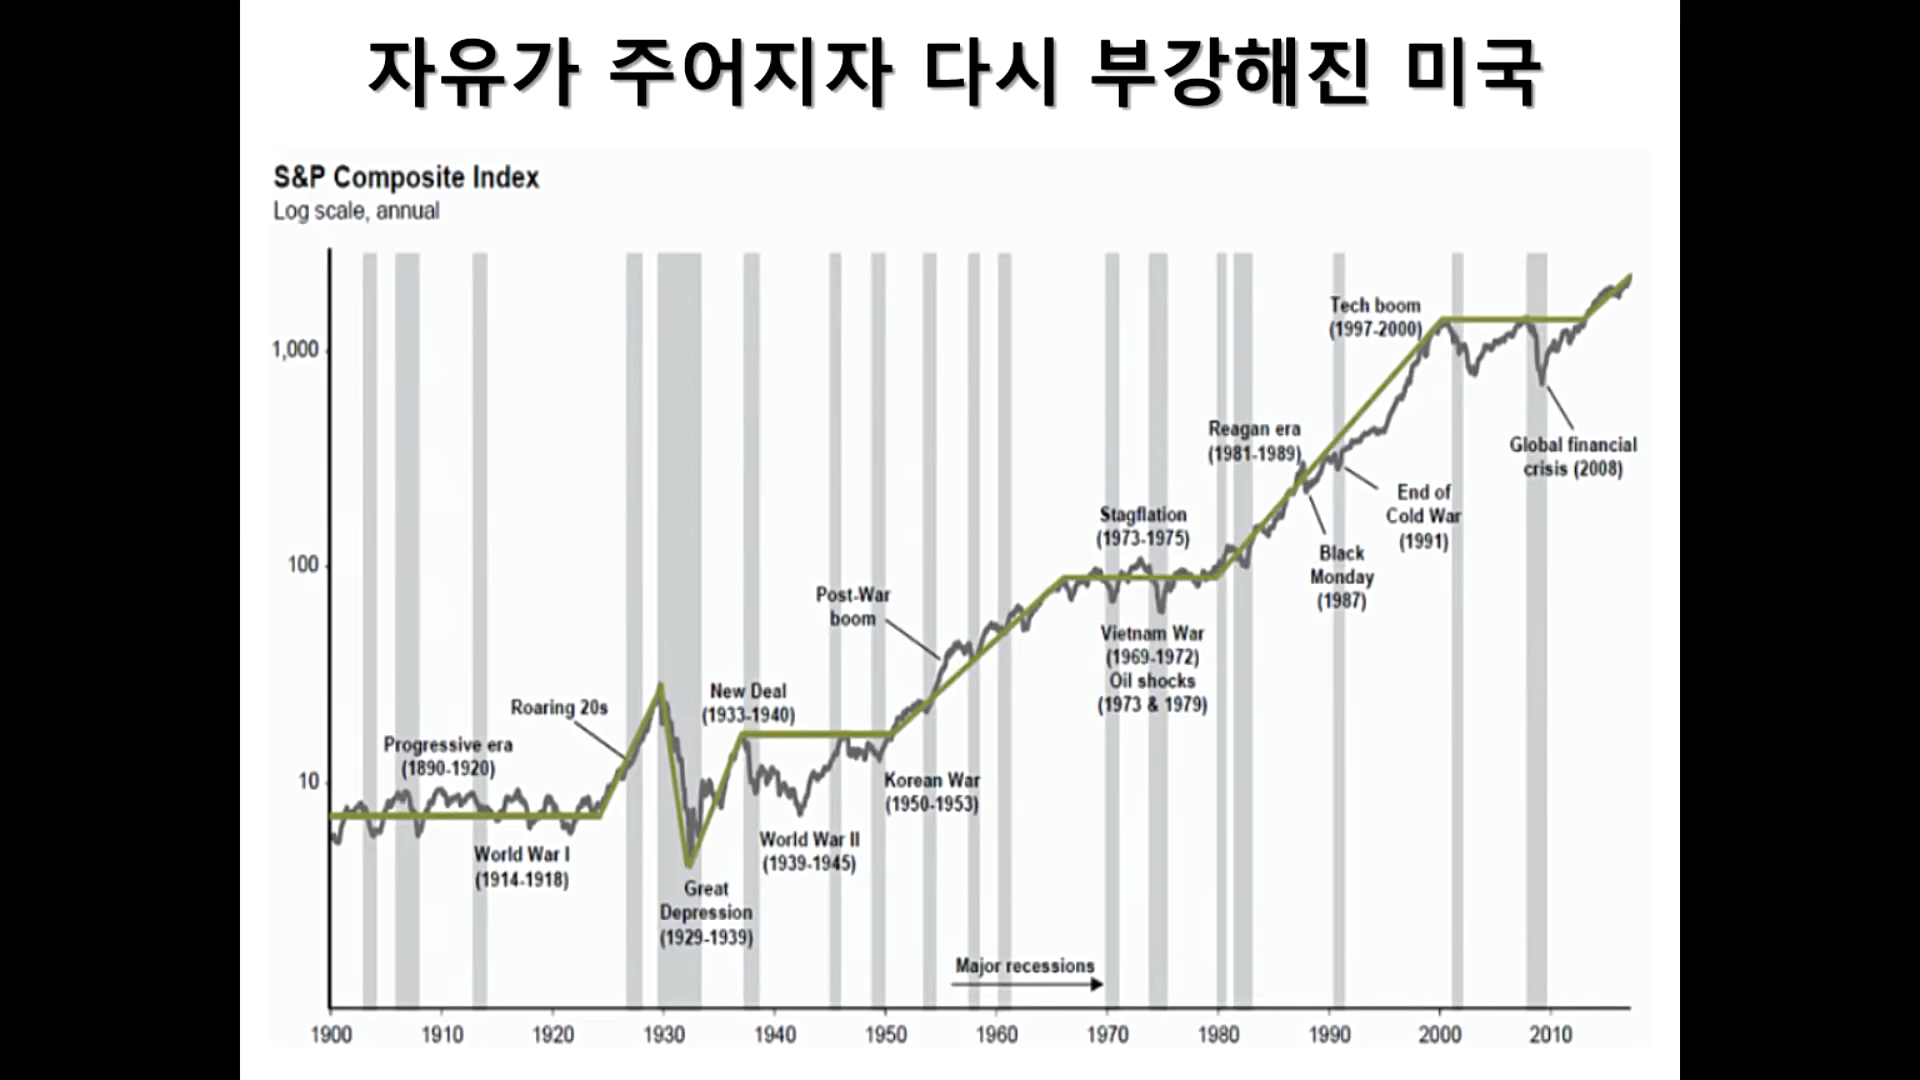 자유가 주어지자 다시 부강해진 미국
S&P Composite Index
Log scale, annual
1,000
100
10
Tech boom
(1997-2000)
Reagan era
(1981-1989)
Global financial
crisis (2008)
End of
Cold War
(1991)
Stagflation
(1973-1975)
Black
Monday
(1987)
Post-War
boom
Vietnam War
(1969-1972)
Oil shocks
(1973 & 1979)
New Deal
(1933-1940)
Roaring 20s
Progressive era
(1890-1920)
Korean War
(1950-1953)
World War II
(1939-1945)
World War I
(1914-1918)
Great
Depression
(1929-1939)
Major recessions
1900 1910 1920 1930 1940 1950 1960 1970 1980 1990 2000 2010